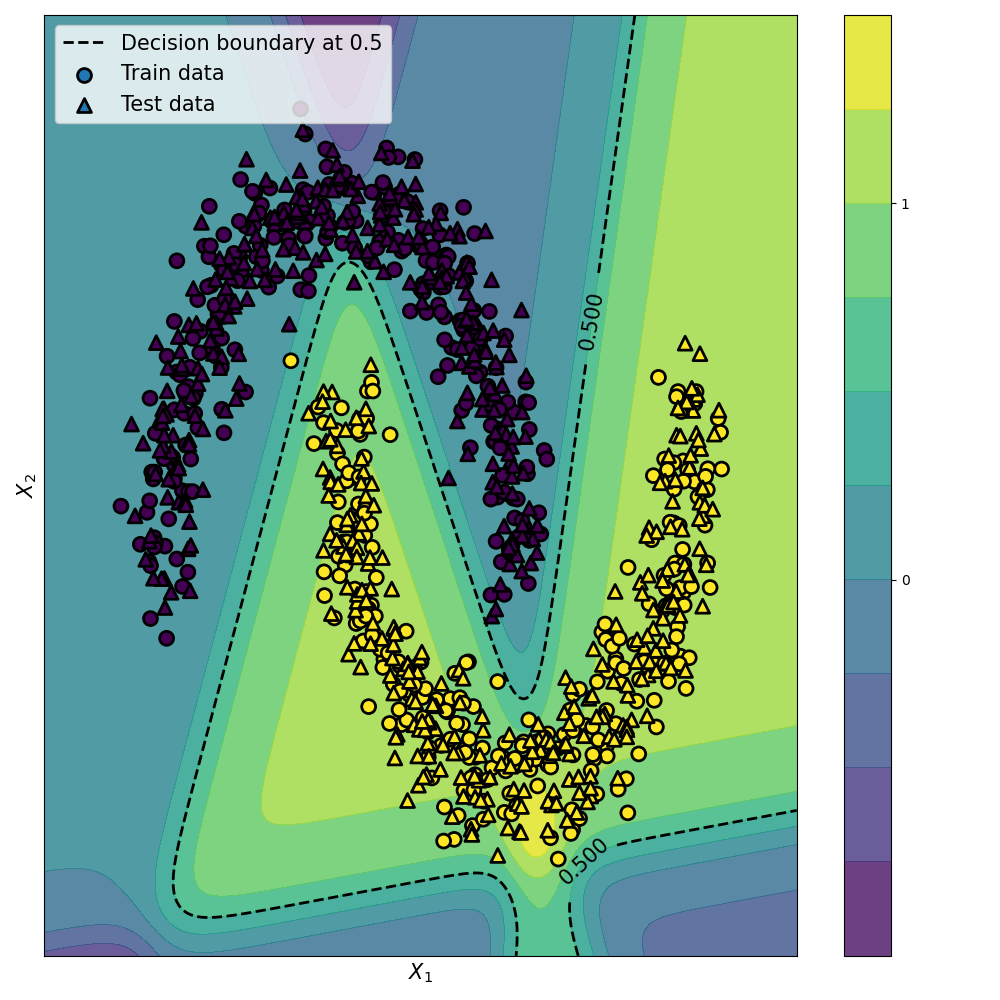 Decision boundary at 0.5
Train data
Test data
0.500
0.500
1
0
X₂
X₁